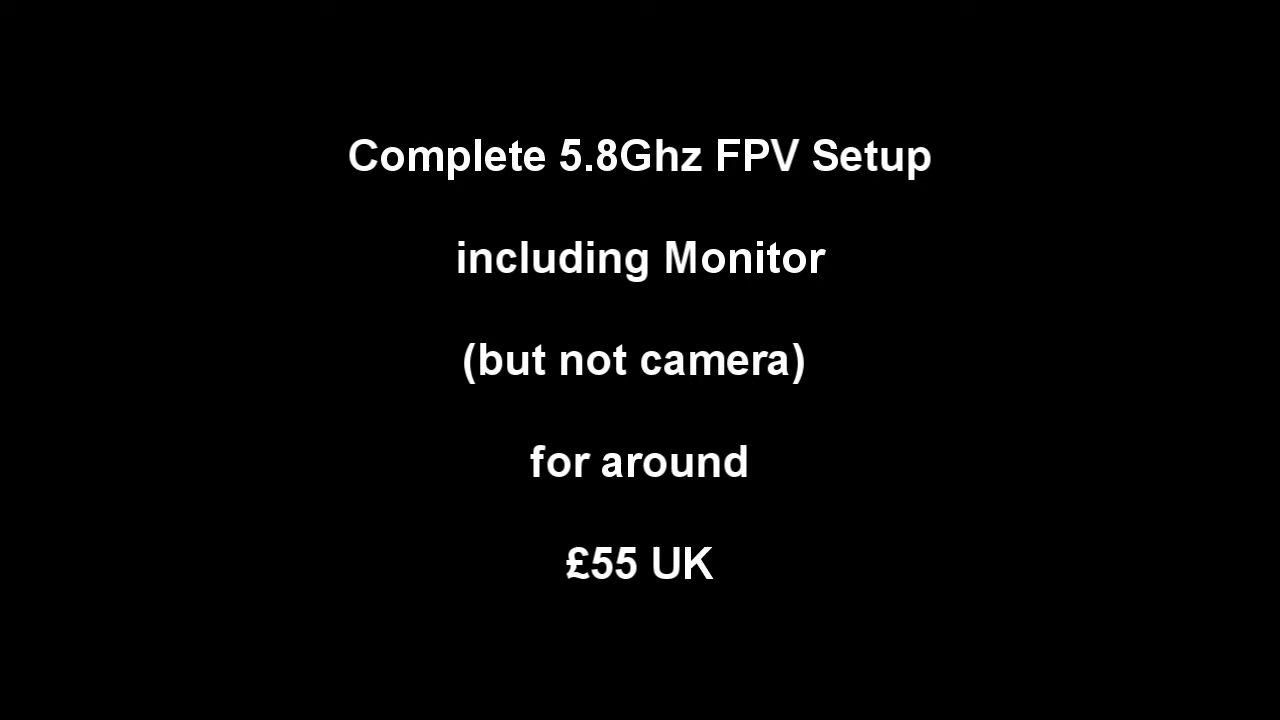 Complete 5.8Ghz FPV Setup
including Monitor
(but not camera)
for around
£55 UK